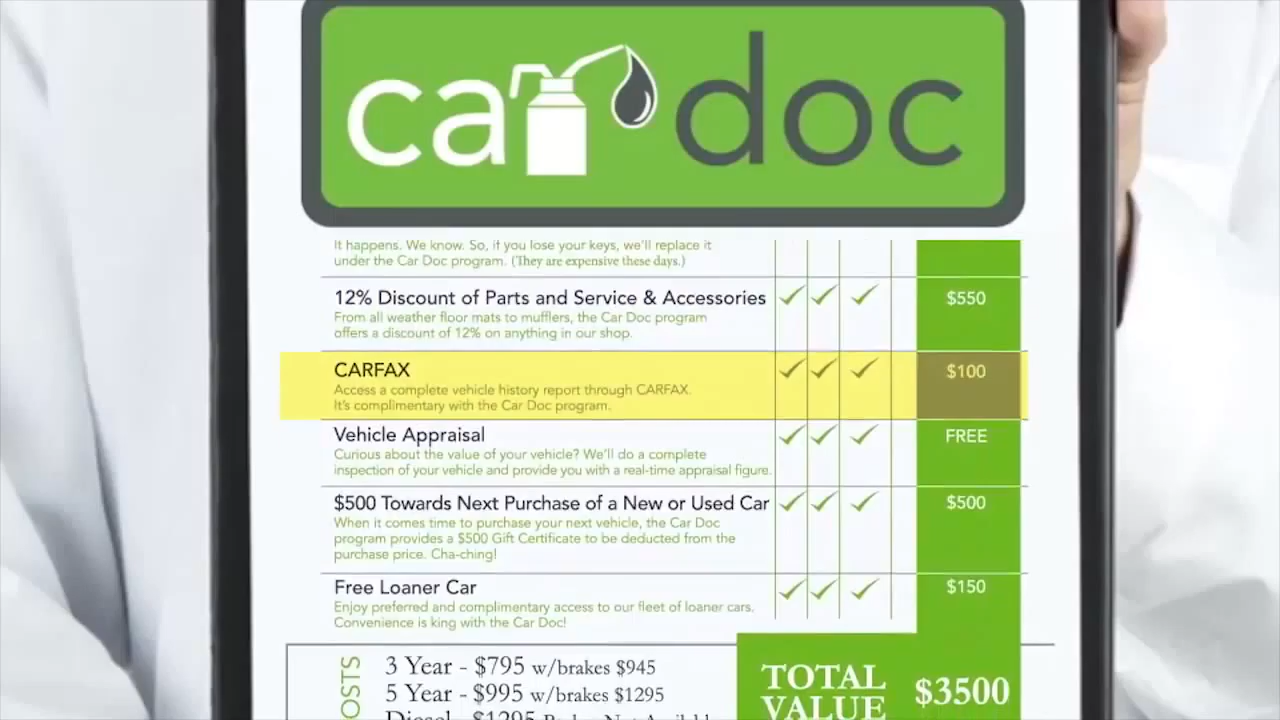 car doc
It happens. We know. So, if you lose your keys, we'll replace it
under the Car Doc program. (They are expensive these days.)
12% Discount of Parts and Service & Accessories $550
From all weather floor mats to mufflers, the Car Doc program
offers a discount of 12% on anything in our shop.
CARFAX $100
Access a complete vehicle history report through CARFAX.
It's complimentary with the Car Doc program.
Vehicle Appraisal FREE
Curious about the value of your vehicle? We'll do a complete
inspection of your vehicle and provide you with a real-time appraisal figure.
$500 Towards Next Purchase of a New or Used Car $500
When it comes time to purchase your next vehicle, the Car Doc
program provides a $500 Gift Certificate to be deducted from the
purchase price. Cha-ching!
Free Loaner Car $150
Enjoy preferred and complimentary access to our fleet of loaner cars.
Convenience is king with the Car Doc!
OSTS
3 Year - $795 w/brakes $945
5 Year - $995 w/brakes $1295
Diesel - $1295
TOTAL
VALUE
$3500